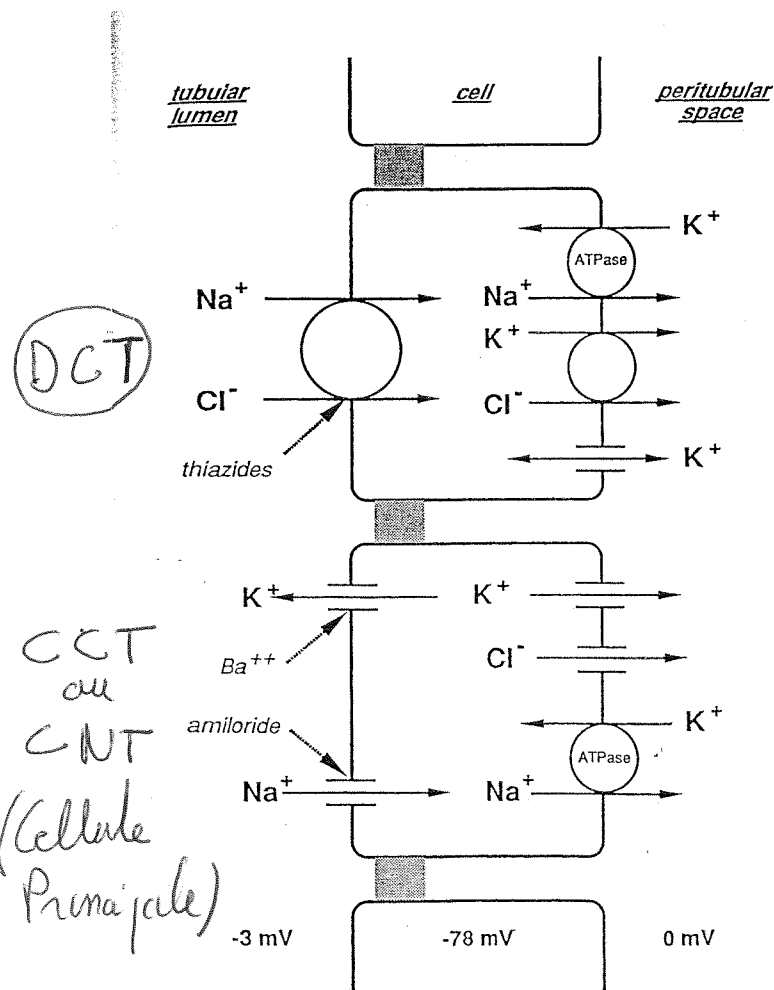 tubular
lumen
cell
peritubular
space
K+
ATPase
Na+
Na+
K+
DCT
Cl-
Cl-
K+
thiazides
K+
K+
CCT
ou
CNT
Ba++
Cl-
amiloride
K+
ATPase
Na+
Na+
(Cellule
Principale)
-3 mV
-78 mV
0 mV